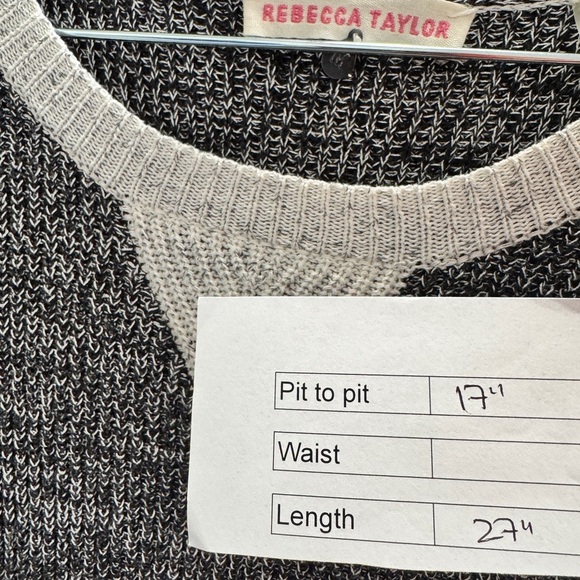 REBECCA TAYLOR
Pit to pit 17"
Waist
Length 27"